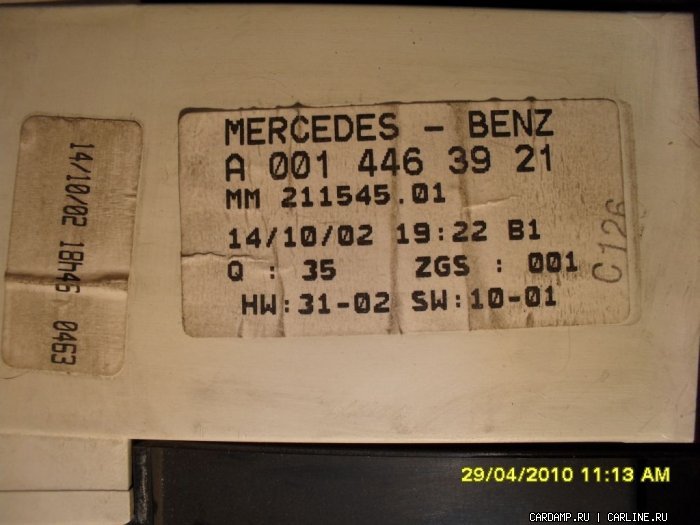 14/10/02 18h46 0463
MERCEDES - BENZ
A 001 446 39 21
MM 211545.01
14/10/02 19:22 B1
Q : 35 ZGS : 001
HW:31-02 SW:10-01
C126
29/04/2010 11:13 AM
CARDAMP.RU | CARLINE.RU